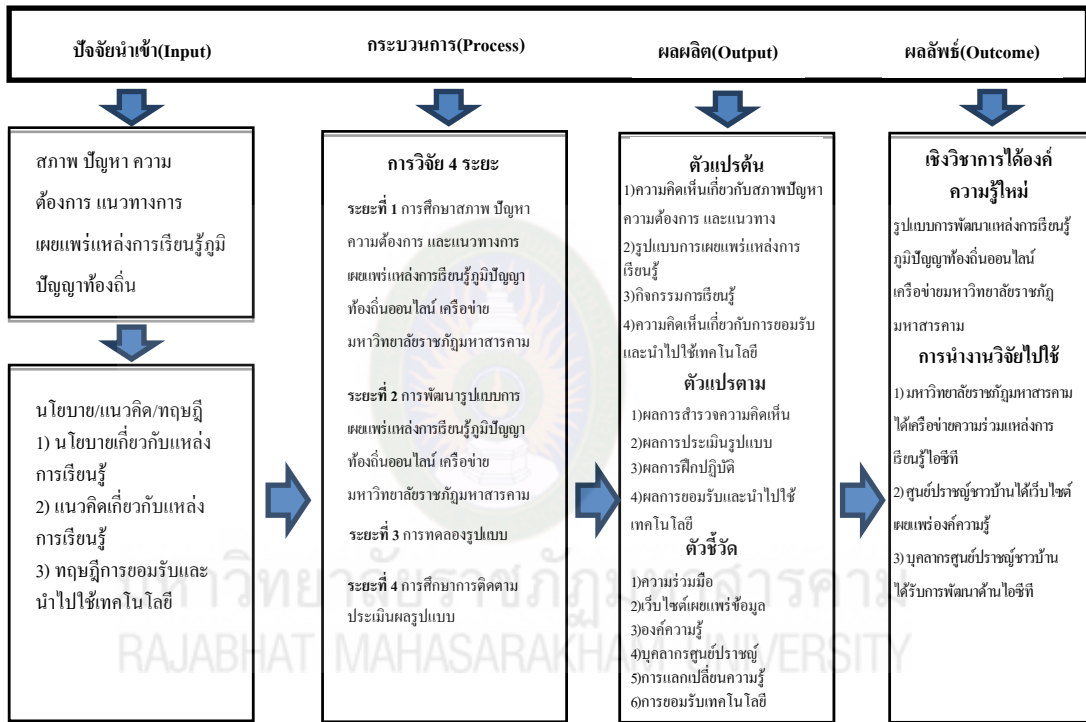 ปัจจัยนำเข้า(Input)
กระบวนการ(Process)
ผลผลิต(Output)
ผลลัพธ์(Outcome)
สภาพ ปัญหา ความ
ต้องการ แนวทางการ
เผยแพร่แหล่งการเรียนรู้ภูมิ
ปัญญาท้องถิ่น
นโยบาย/แนวคิด/ทฤษฎี
1) นโยบายเกี่ยวกับแหล่ง
การเรียนรู้
2) แนวคิดเกี่ยวกับแหล่ง
การเรียนรู้
3) ทฤษฎีการยอมรับและ
นำไปใช้เทคโนโลยี
การวิจัย 4 ระยะ
ระยะที่ 1 การศึกษาสภาพ ปัญหา
ความต้องการ และแนวทางการ
เผยแพร่แหล่งการเรียนรู้ภูมิปัญญา
ท้องถิ่นออนไลน์ เครือข่าย
มหาวิทยาลัยราชภัฏมหาสารคาม
ระยะที่ 2 การพัฒนารูปแบบการ
เผยแพร่แหล่งการเรียนรู้ภูมิปัญญา
ท้องถิ่นออนไลน์ เครือข่าย
มหาวิทยาลัยราชภัฏมหาสารคาม
ระยะที่ 3 การทดลองรูปแบบ
ระยะที่ 4 การศึกษาการติดตาม
ประเมินผลรูปแบบ
ตัวแปรต้น
1)ความคิดเห็นเกี่ยวกับสภาพปัญหา
ความต้องการ และแนวทาง
2)รูปแบบการเผยแพร่แหล่งการ
เรียนรู้
3)กิจกรรมการเรียนรู้
4)ความคิดเห็นเกี่ยวกับการยอมรับ
และนำไปใช้เทคโนโลยี
ตัวแปรตาม
1)ผลการสำรวจความคิดเห็น
2)ผลการประเมินรูปแบบ
3)ผลการฝึกปฏิบัติ
4)ผลการยอมรับและนำไปใช้
เทคโนโลยี
ตัวชี้วัด
1)ความร่วมมือ
2)เว็บไซต์เผยแพร่ข้อมูล
3)องค์ความรู้
4)บุคลากรศูนย์ปราชญ์
5)การแลกเปลี่ยนความรู้
6)การยอมรับเทคโนโลยี
เชิงวิชาการได้องค์
ความรู้ใหม่
รูปแบบการพัฒนาแหล่งการเรียนรู้
ภูมิปัญญาท้องถิ่นออนไลน์
เครือข่ายมหาวิทยาลัยราชภัฏ
มหาสารคาม
การนำงานวิจัยไปใช้
1) มหาวิทยาลัยราชภัฏมหาสารคาม
ได้เครือข่ายความร่วมแหล่งการ
เรียนรู้ไอซีที
2) ศูนย์ปราชญ์ชาวบ้านได้เว็บไซต์
เผยแพร่องค์ความรู้
3) บุคลากรศูนย์ปราชญ์ชาวบ้าน
ได้รับการพัฒนาด้านไอซีที
มหาวิทยาลัยราชภัฏมหาสารคาม
RAJABHAT MAHASARAKHAM UNIVERSITY